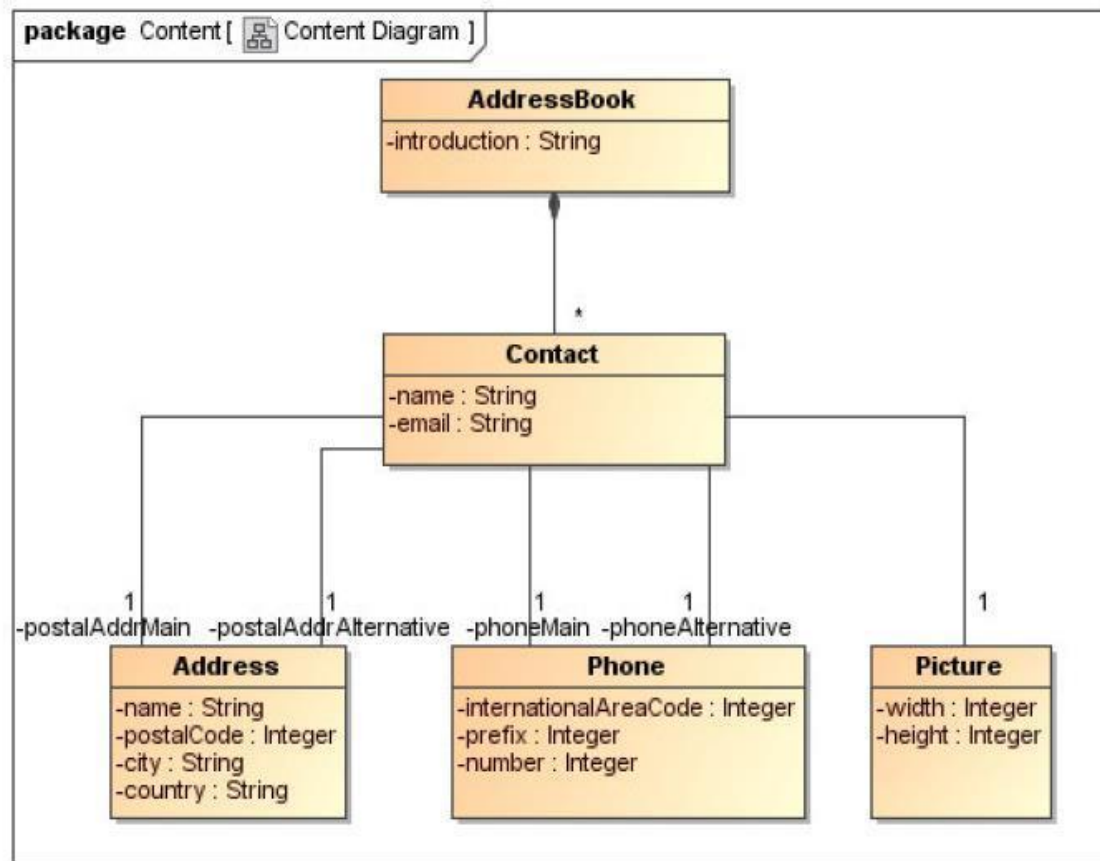 package Content [ Content Diagram ]
AddressBook
-introduction : String
*
Contact
-name : String
-email : String
1
-postalAddrMain
1
-postalAddrAlternative
1
-phoneMain
1
-phoneAlternative
1
Address
-name : String
-postalCode : Integer
-city : String
-country : String
Phone
-internationalAreaCode : Integer
-prefix : Integer
-number : Integer
Picture
-width : Integer
-height : Integer